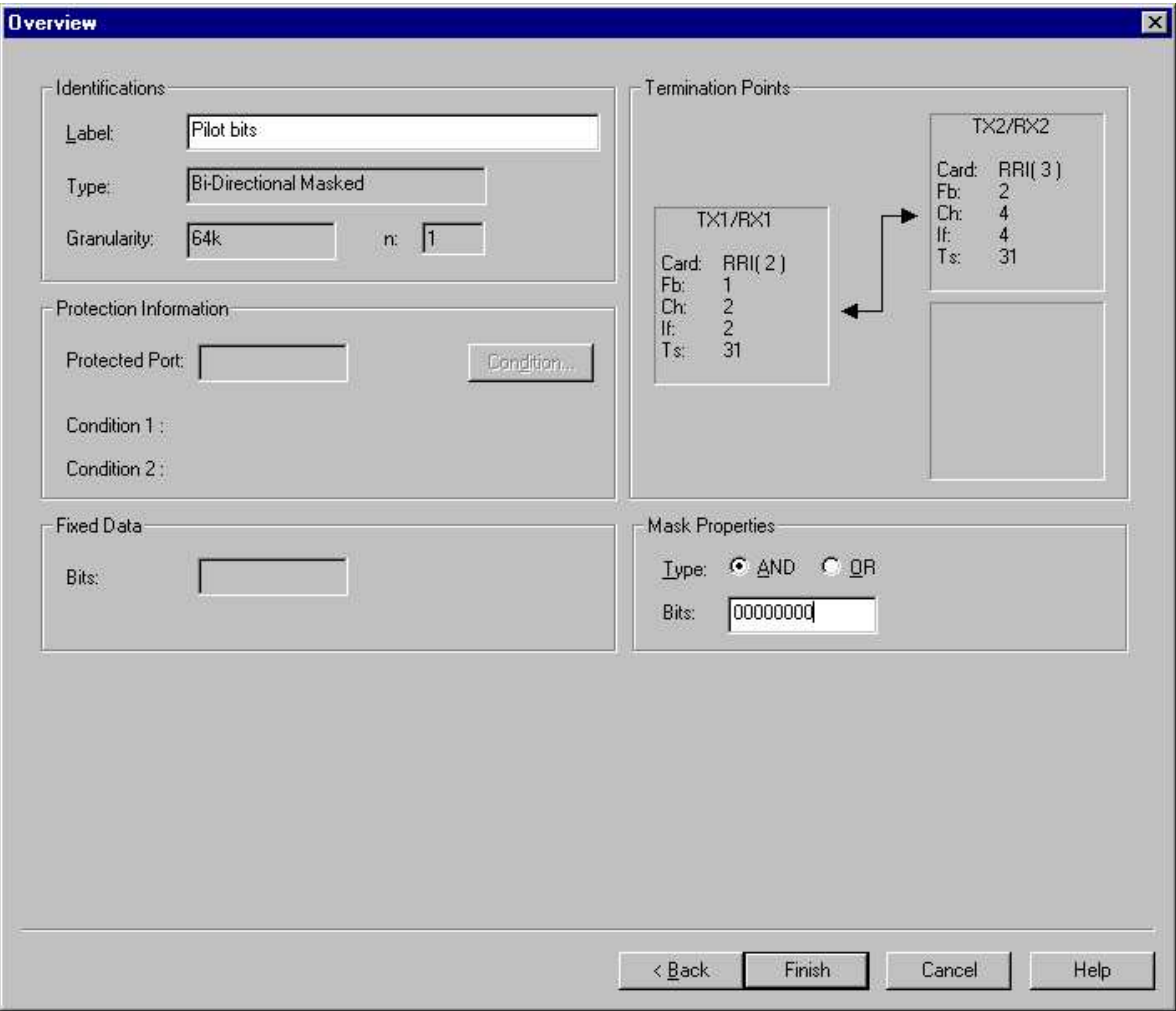 Overview
Identifications
Label: Pilot bits
Type: Bi-Directional Masked
Granularity: 64k n: 1
Protection Information
Protected Port: Condition...
Condition 1 :
Condition 2 :
Fixed Data
Bits:
Termination Points
TX1/RX1
Card: RRI( 2 )
Fb: 1
Ch: 2
If: 2
Ts: 31
TX2/RX2
Card: RRI( 3 )
Fb: 2
Ch: 4
If: 4
Ts: 31
Mask Properties
Type: AND OR
Bits: 00000000
< Back Finish Cancel Help